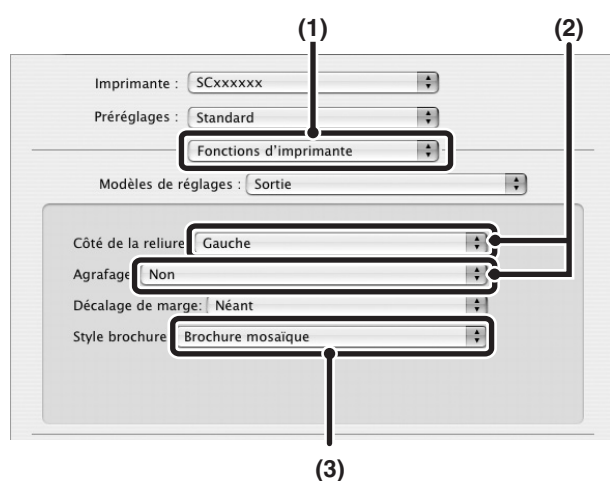 (1) (2)
Imprimante : SCxxxxxx
Préréglages : Standard
Fonctions d'imprimante
Modèles de réglages : Sortie
Côté de la reliure Gauche
Agrafage Non
Décalage de marge: Néant
Style brochure Brochure mosaïque
(3)